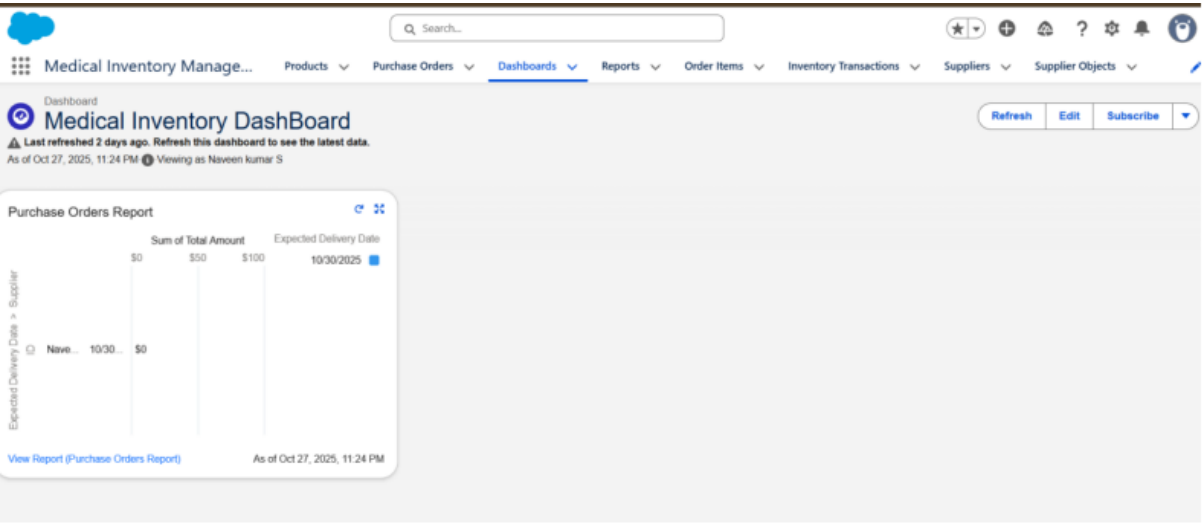 Search...
Medical Inventory Manage... Products Purchase Orders Dashboards Reports Order Items Inventory Transactions Suppliers Supplier Objects
Dashboard
Medical Inventory DashBoard
Refresh Edit Subscribe
Last refreshed 2 days ago. Refresh this dashboard to see the latest data.
As of Oct 27, 2025, 11:24 PM Viewing as Naveen kumar S
Purchase Orders Report
Sum of Total Amount Expected Delivery Date
$0 $50 $100 10/30/2025
Expected Delivery Date > Supplier
Nave... 10/30... $0
View Report (Purchase Orders Report) As of Oct 27, 2025, 11:24 PM